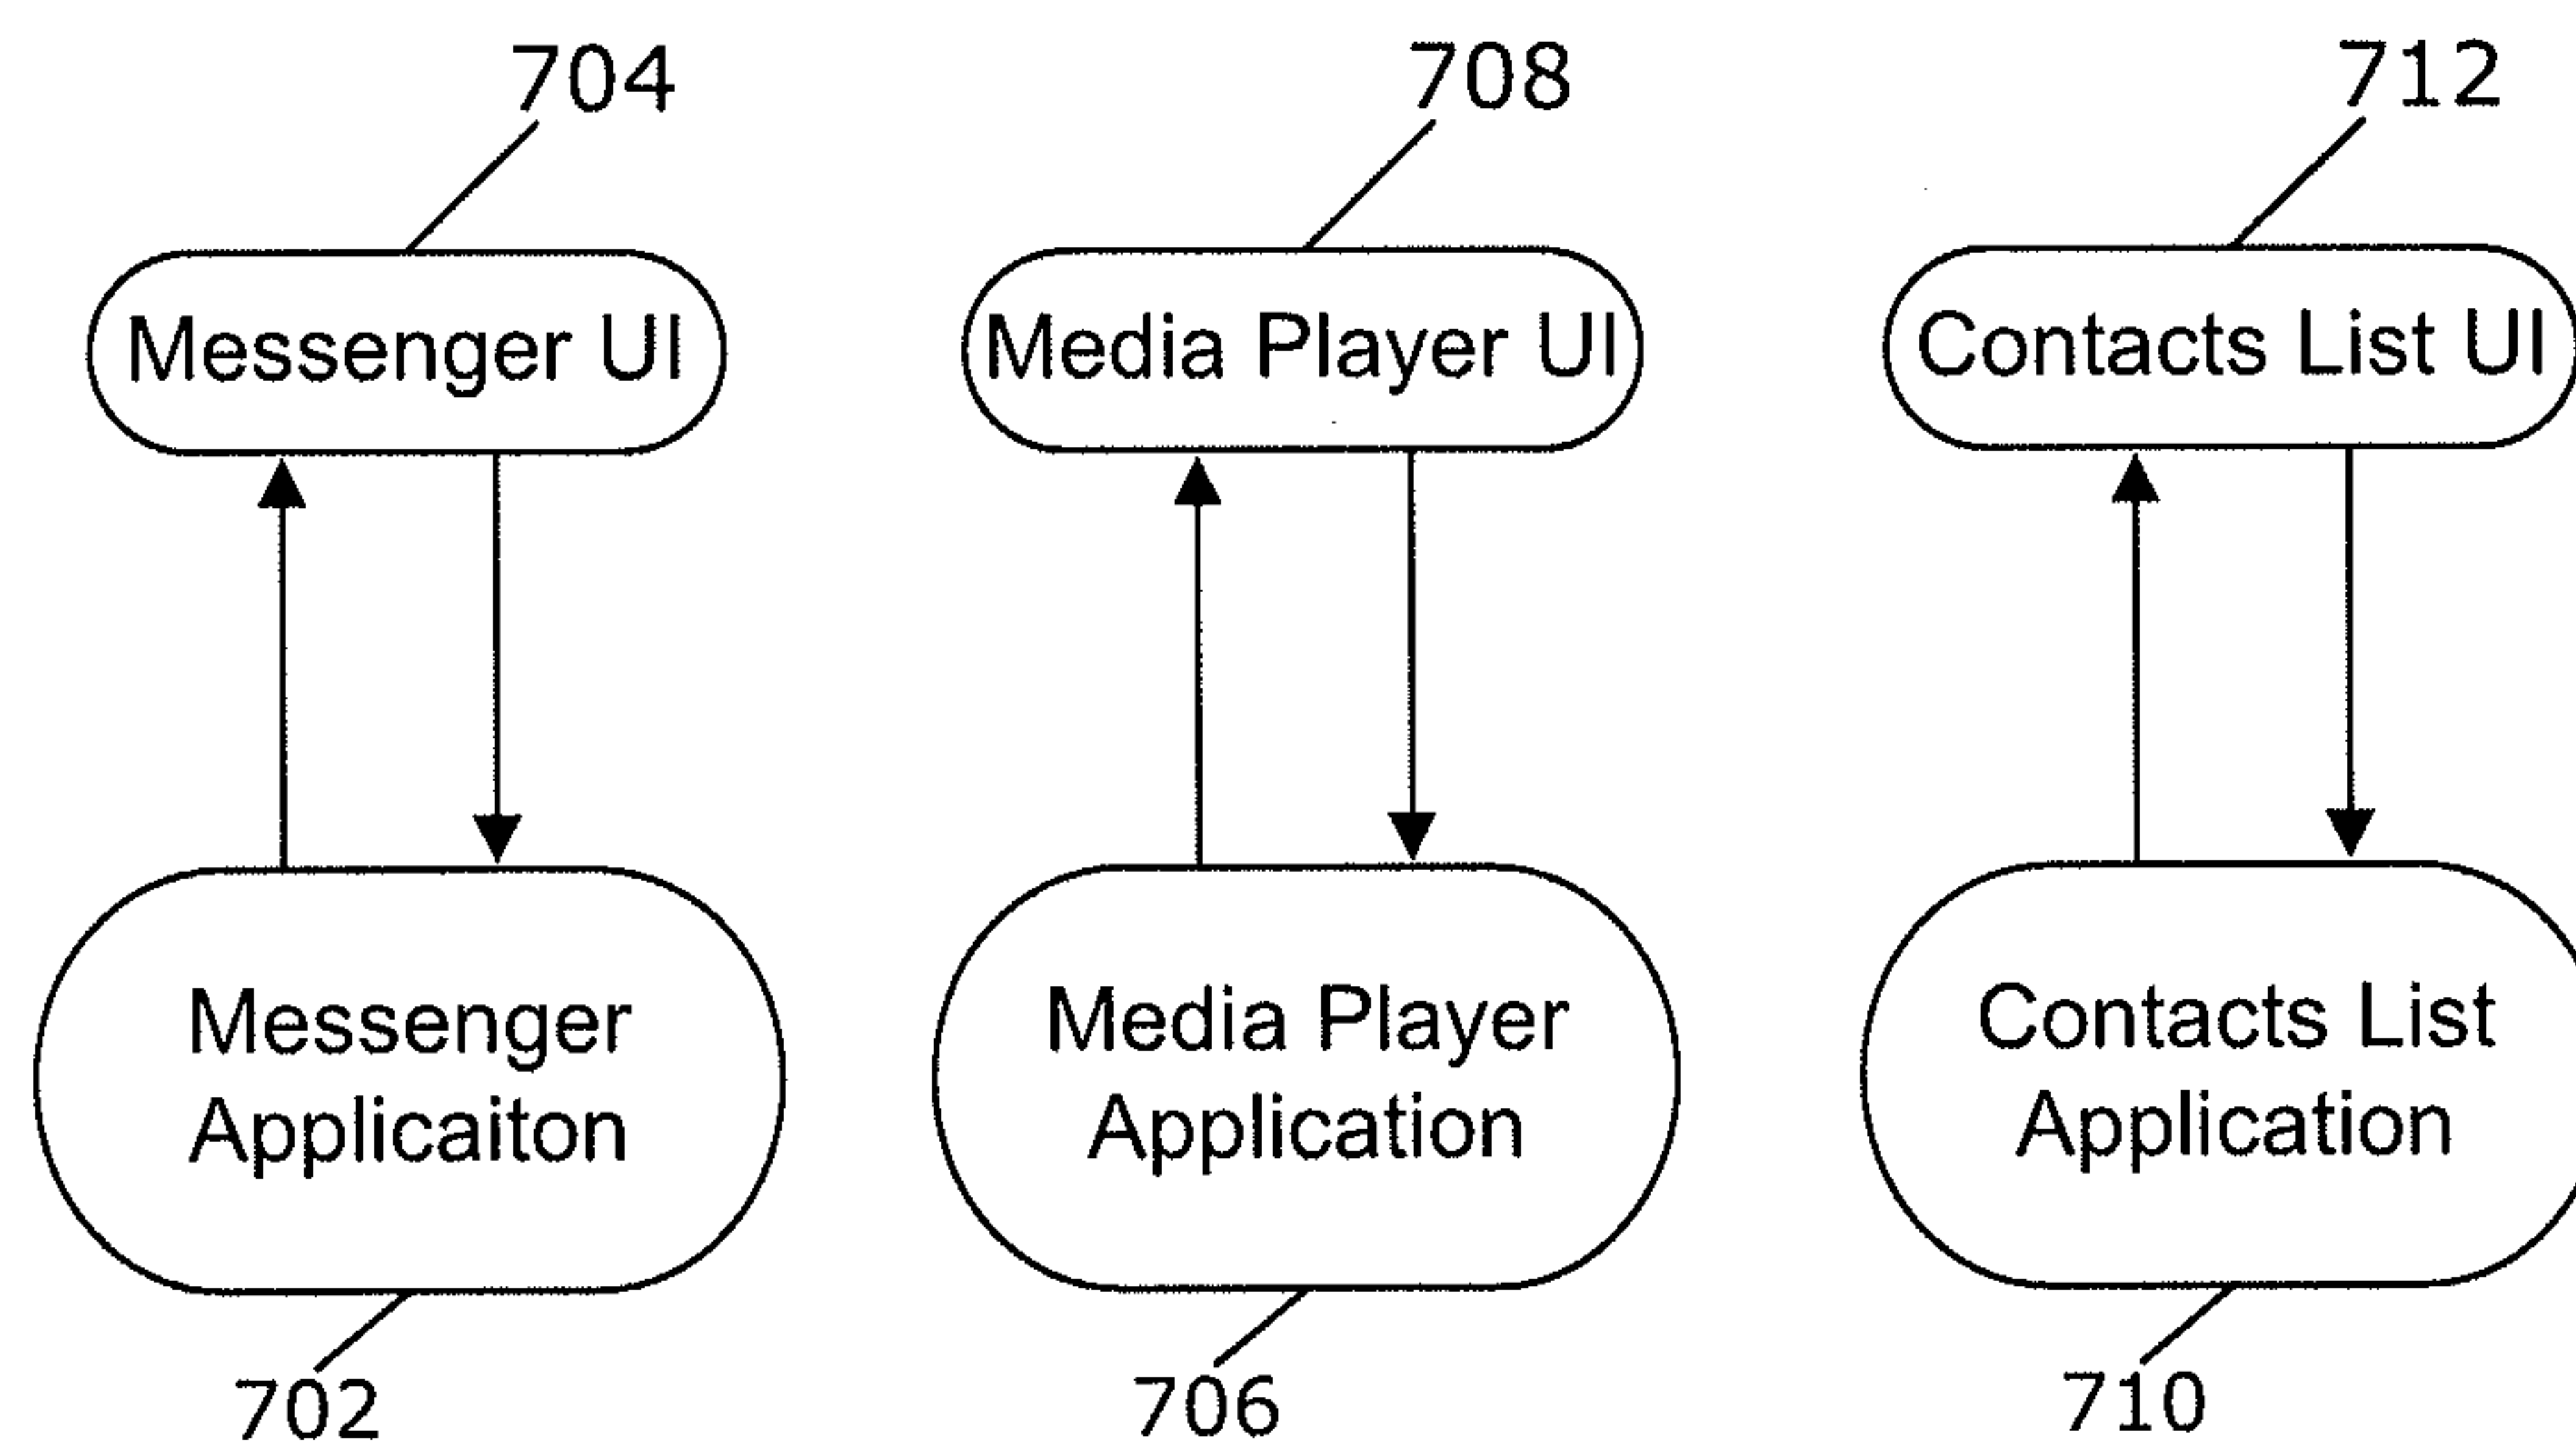 704
708
712
Messenger UI
Media Player UI
Contacts List UI
Messenger
Applicaiton
Media Player
Application
Contacts List
Application
702
706
710